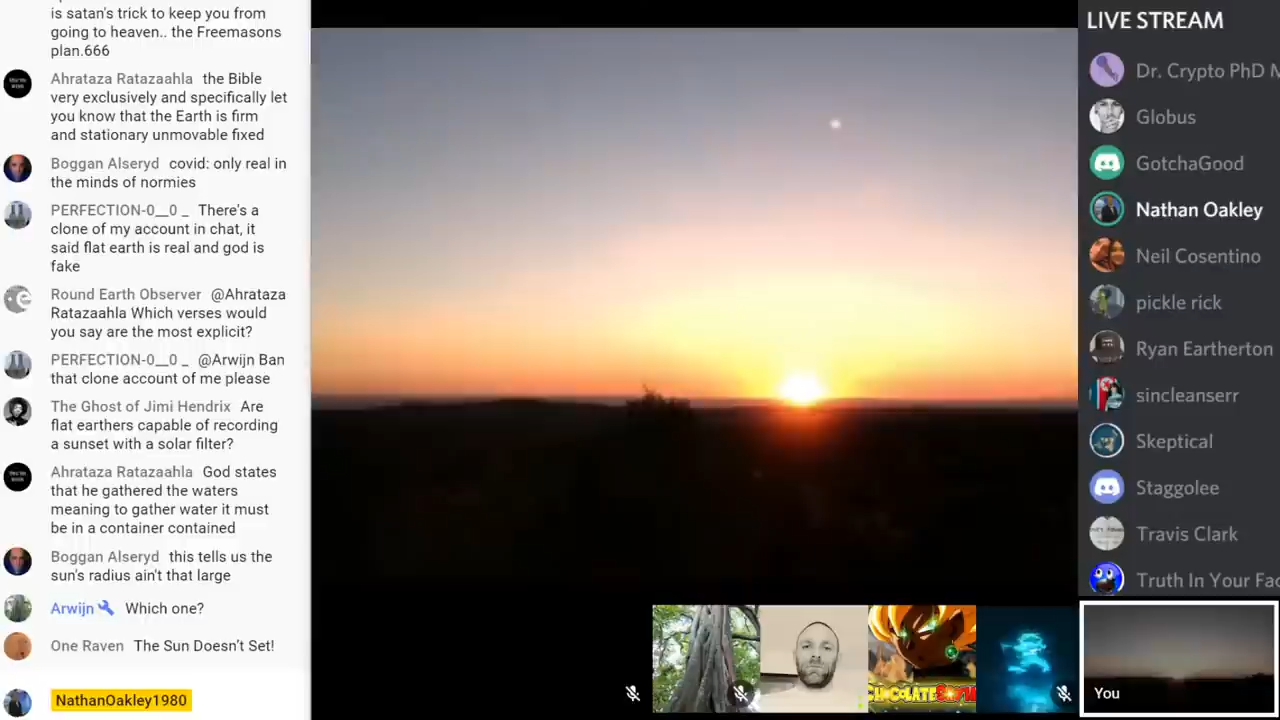 is satan's trick to keep you from
going to heaven.. the Freemasons
plan.666
Ahrataza Ratazaahla the Bible
very exclusively and specifically let
you know that the Earth is firm
and stationary unmovable fixed
Boggan Alseryd covid: only real in
the minds of normies
PERFECTION-0__0 _ There's a
clone of my account in chat, it
said flat earth is real and god is
fake
Round Earth Observer @Ahrataza
Ratazaahla Which verses would
you say are the most explicit?
PERFECTION-0__0 _ @Arwijn Ban
that clone account of me please
The Ghost of Jimi Hendrix Are
flat earthers capable of recording
a sunset with a solar filter?
Ahrataza Ratazaahla God states
that he gathered the waters
meaning to gather water it must
be in a container contained
Boggan Alseryd this tells us the
sun's radius ain't that large
Arwijn Which one?
One Raven The Sun Doesn't Set!
NathanOakley1980
LIVE STREAM
Dr. Crypto PhD M
Globus
GotchaGood
Nathan Oakley
Neil Cosentino
pickle rick
Ryan Eartherton
sincleanserr
Skeptical
Staggolee
Travis Clark
Truth In Your Fac
You